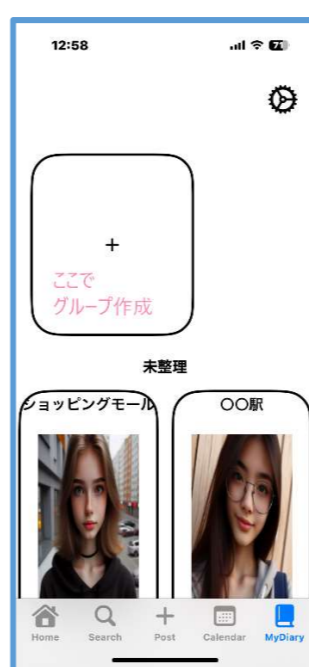 12:58
71
+
ここで
グループ作成
未整理
ショッピングモール
〇〇駅
Home
Search
Post
Calendar
MyDiary